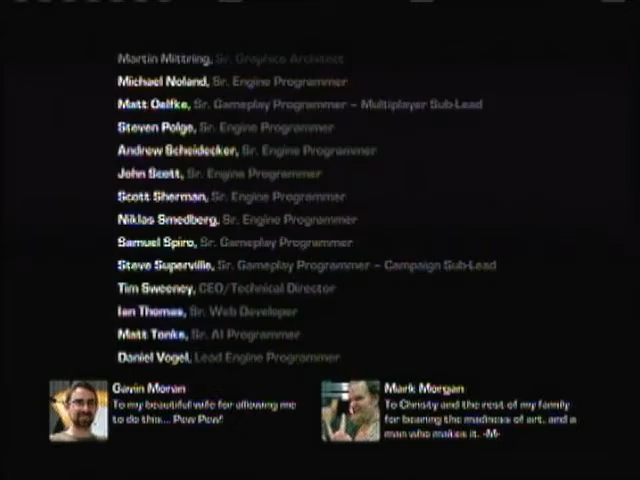 Martin Mittring, Sr. Graphics Architect
Michael Noland, Sr. Engine Programmer
Matt Oelfke, Sr. Gameplay Programmer – Multiplayer Sub-Lead
Steven Polge, Sr. Engine Programmer
Andrew Scheidecker, Sr. Engine Programmer
John Scott, Sr. Engine Programmer
Scott Sherman, Sr. Engine Programmer
Niklas Smedberg, Sr. Engine Programmer
Samuel Spiro, Sr. Gameplay Programmer
Steve Superville, Sr. Gameplay Programmer – Campaign Sub-Lead
Tim Sweeney, CEO/Technical Director
Ian Thomas, Sr. Web Developer
Matt Tonks, Sr. AI Programmer
Daniel Vogel, Lead Engine Programmer
Gavin Moran
To my beautiful wife for allowing me
to do this... Pew Pew!
Mark Morgan
To Christy and the rest of my family
for bearing the madness of art, and a
man who makes it. -M-